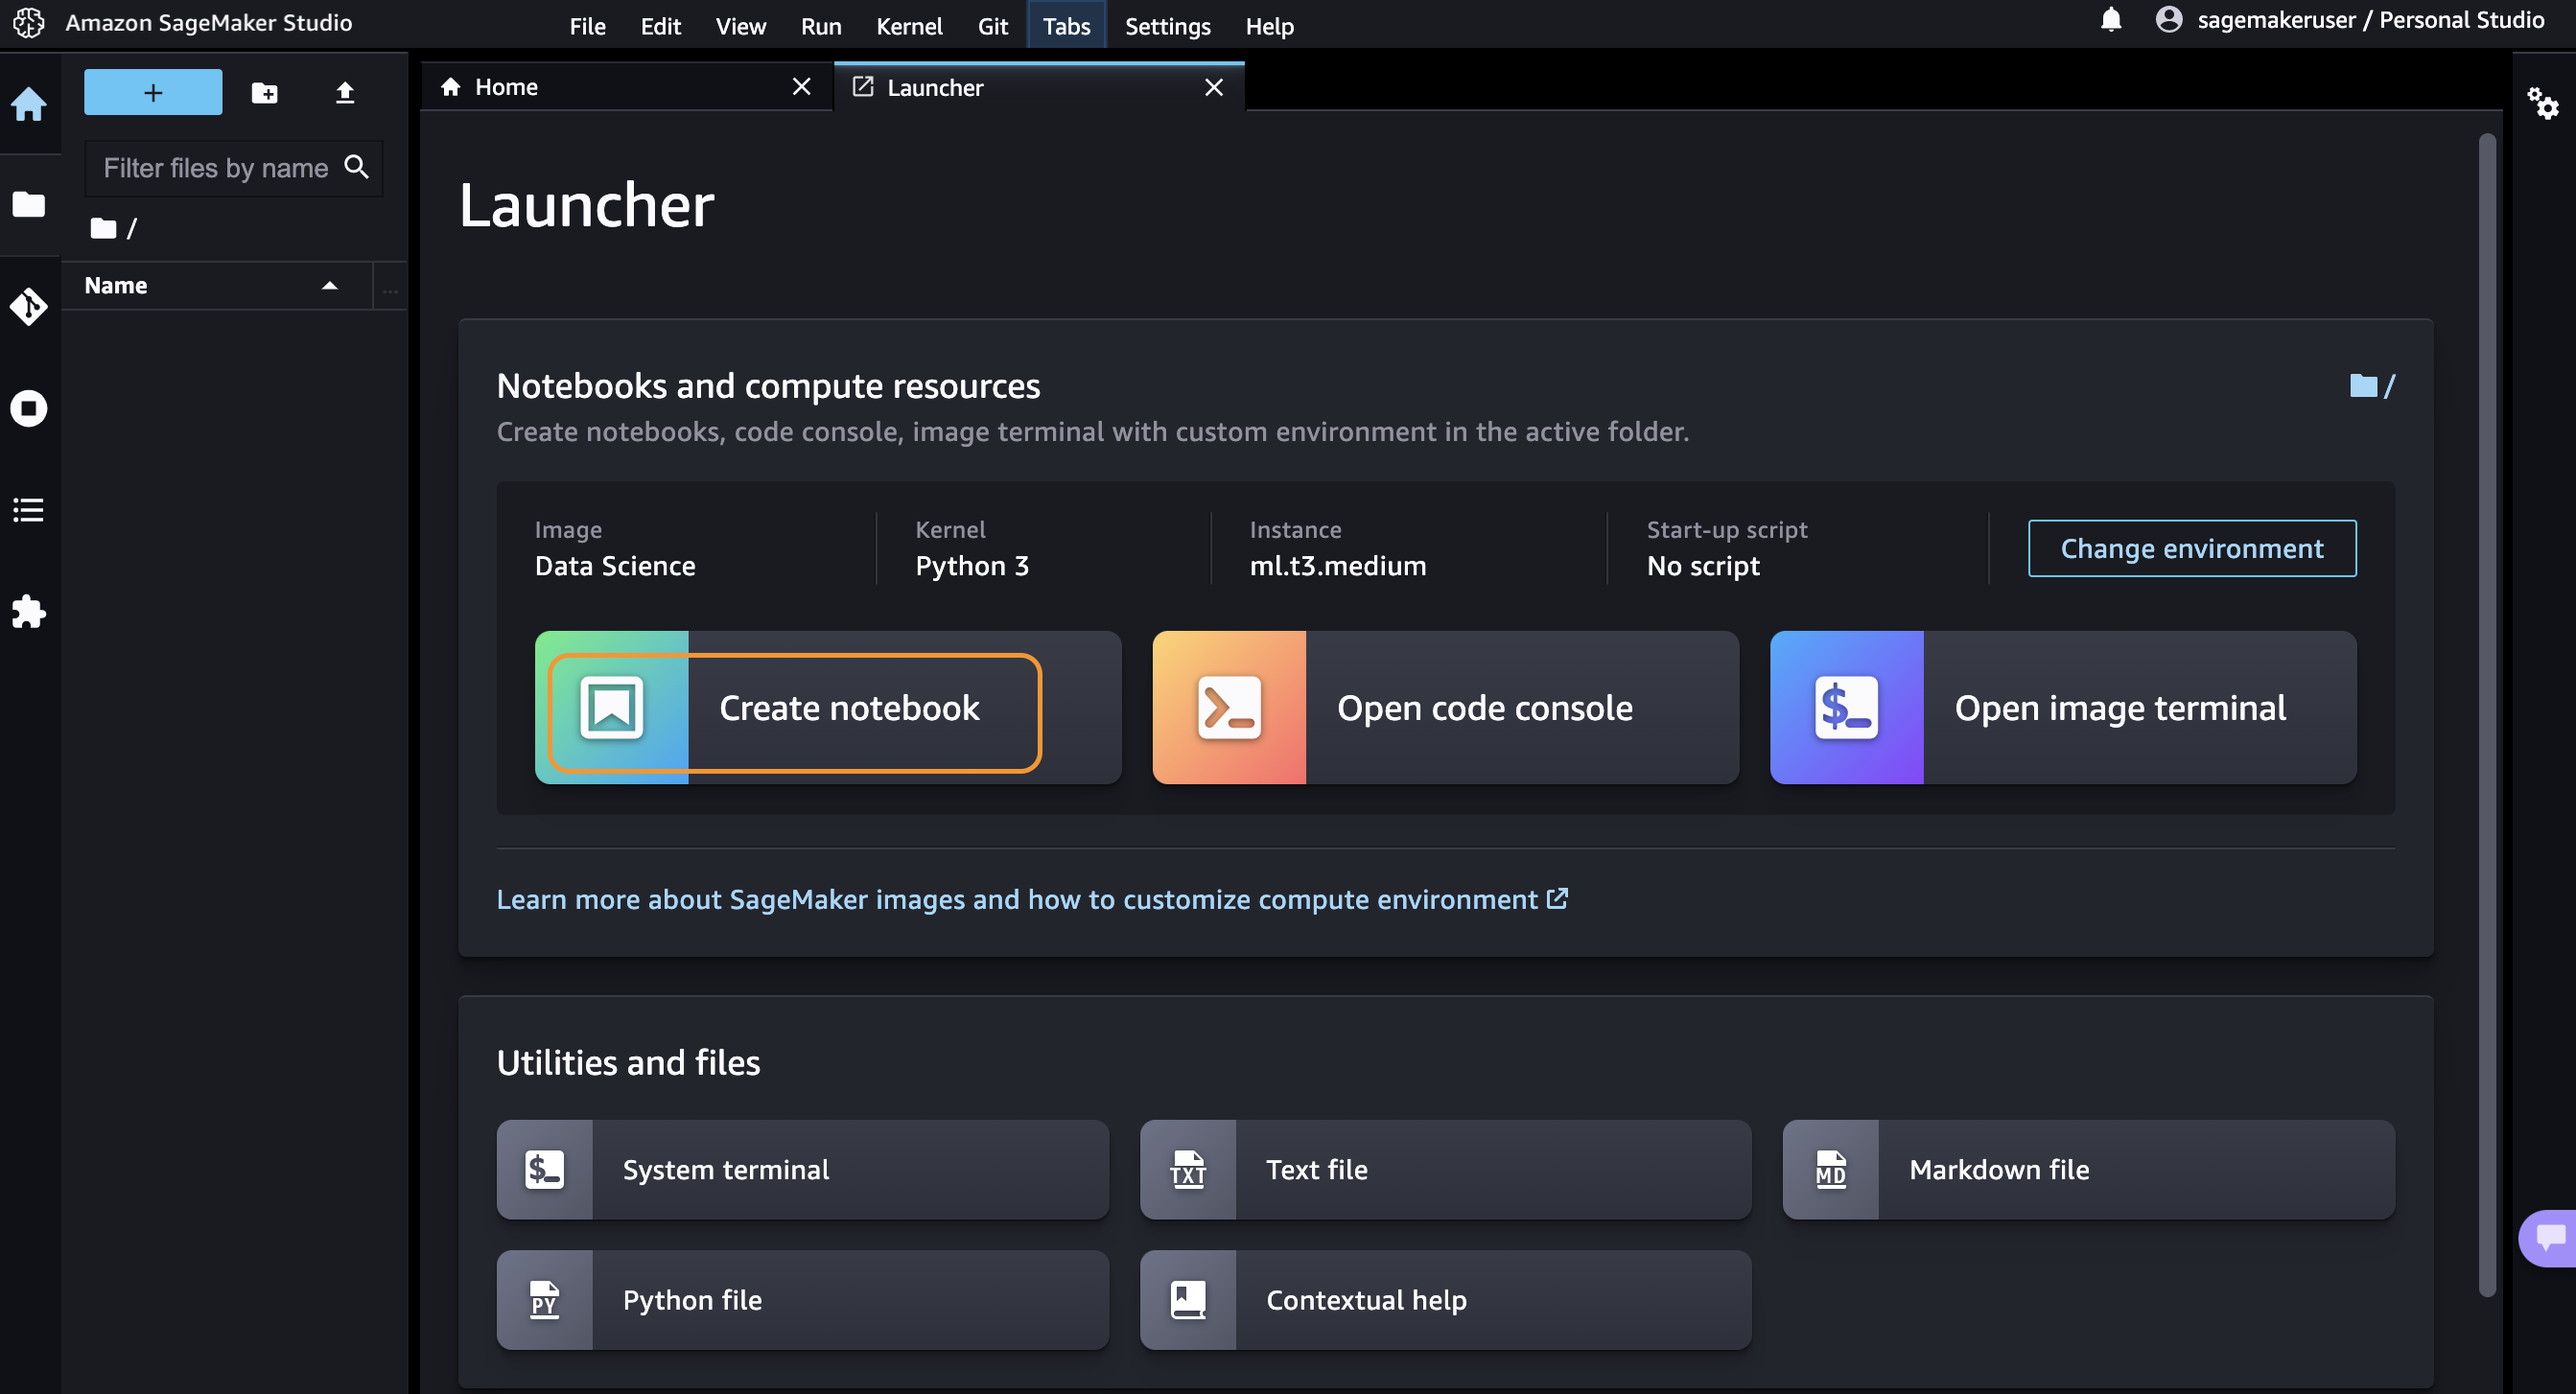 Amazon SageMaker Studio
File Edit View Run Kernel Git Tabs Settings Help
sagemakeruser / Personal Studio
+
Filter files by name
/
Name
...
Home
Launcher
Launcher
Notebooks and compute resources
/
Create notebooks, code console, image terminal with custom environment in the active folder.
Image
Data Science
Kernel
Python 3
Instance
ml.t3.medium
Start-up script
No script
Change environment
Create notebook
Open code console
$_
Open image terminal
Learn more about SageMaker images and how to customize compute environment
Utilities and files
$_
System terminal
TXT
Text file
MD
Markdown file
PY
Python file
Contextual help